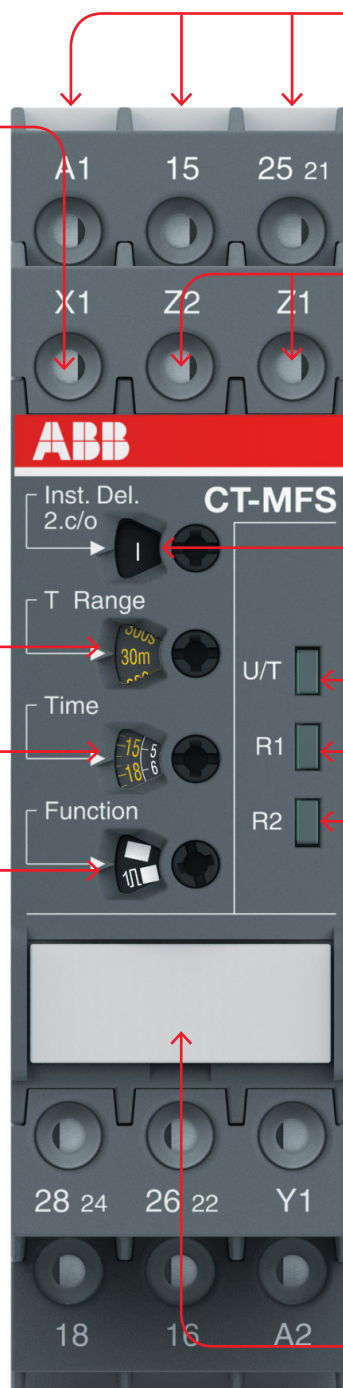 A1 15 25 21
X1 Z2 Z1
ABB
CT-MFS
Inst. Del.
2.c/o
I
T Range
300s
30m
Time
15 5
18 6
Function
U/T
R1
R2
28 24 26 22 Y1
18 16 A2